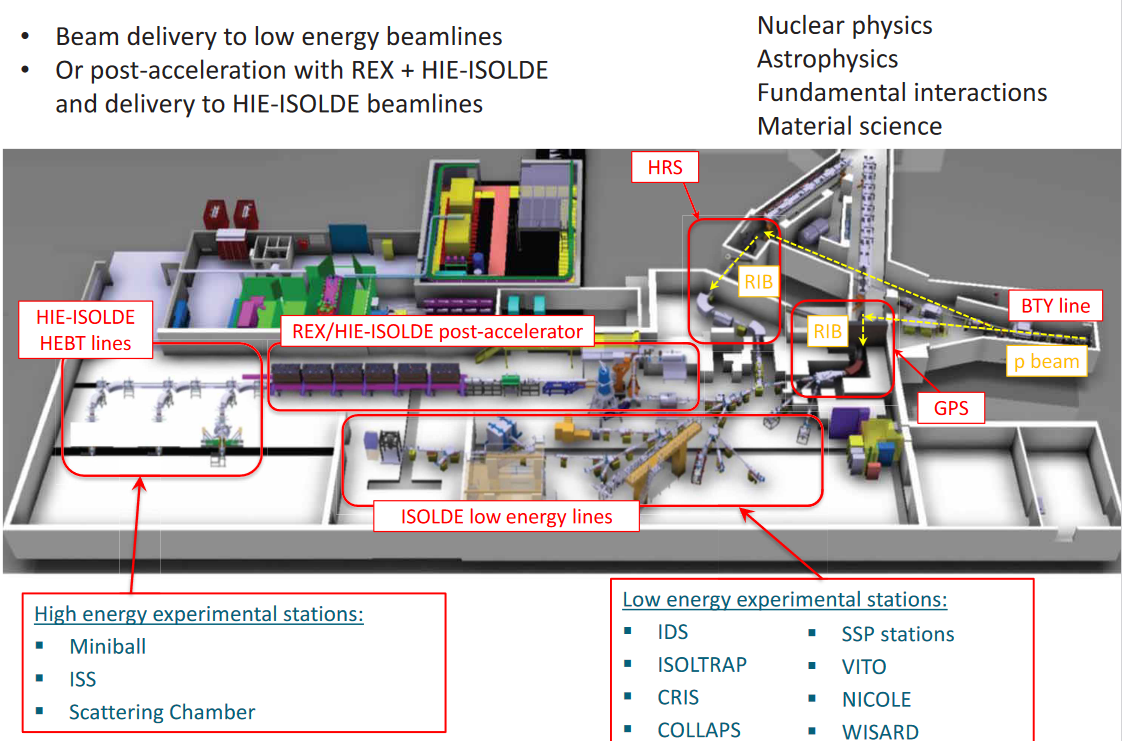 • Beam delivery to low energy beamlines
• Or post-acceleration with REX + HIE-ISOLDE
and delivery to HIE-ISOLDE beamlines
Nuclear physics
Astrophysics
Fundamental interactions
Material science
HRS
RIB
BTY line
HIE-ISOLDE
HEBT lines
REX/HIE-ISOLDE post-accelerator
RIB
p beam
GPS
ISOLDE low energy lines
High energy experimental stations:
▪ Miniball
▪ ISS
▪ Scattering Chamber
Low energy experimental stations:
▪ IDS
▪ ISOLTRAP
▪ CRIS
▪ COLLAPS
▪ SSP stations
▪ VITO
▪ NICOLE
▪ WISARD